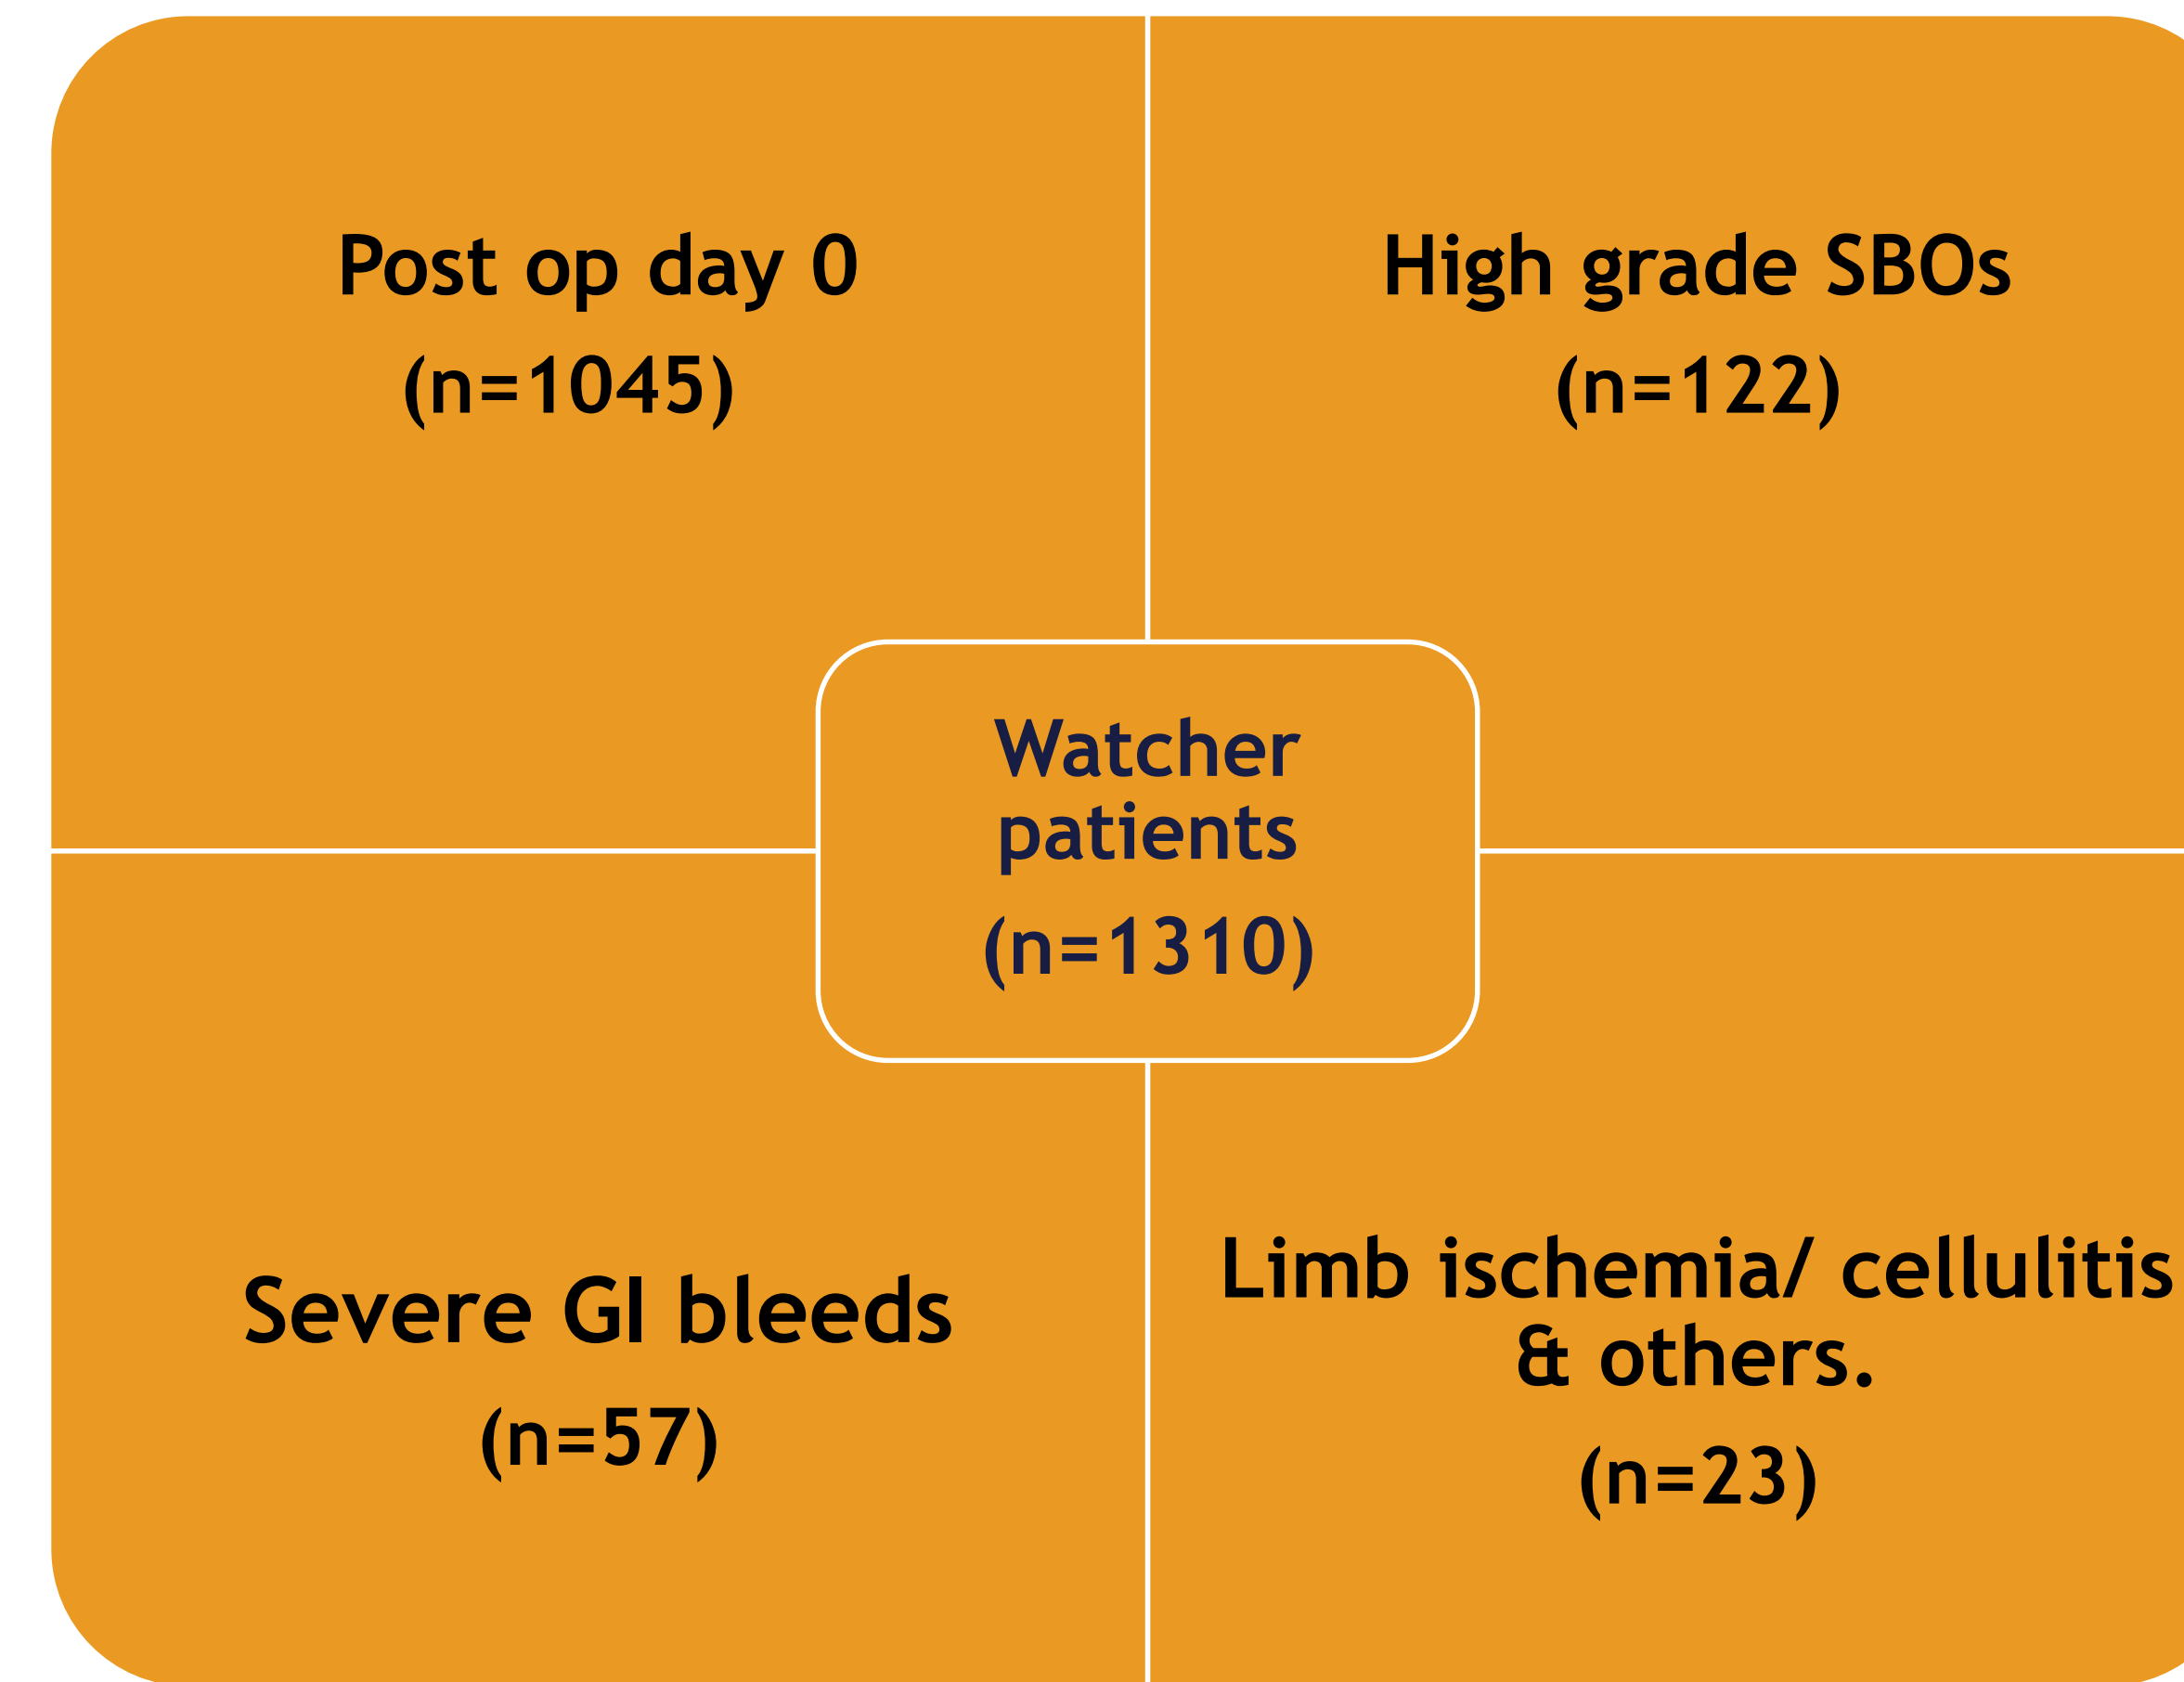 Post op day 0
(n=1045)
High grade SBOs
(n=122)
Watcher
patients
(n=1310)
Severe GI bleeds
(n=57)
Limb ischemia/ cellulitis
& others.
(n=23)